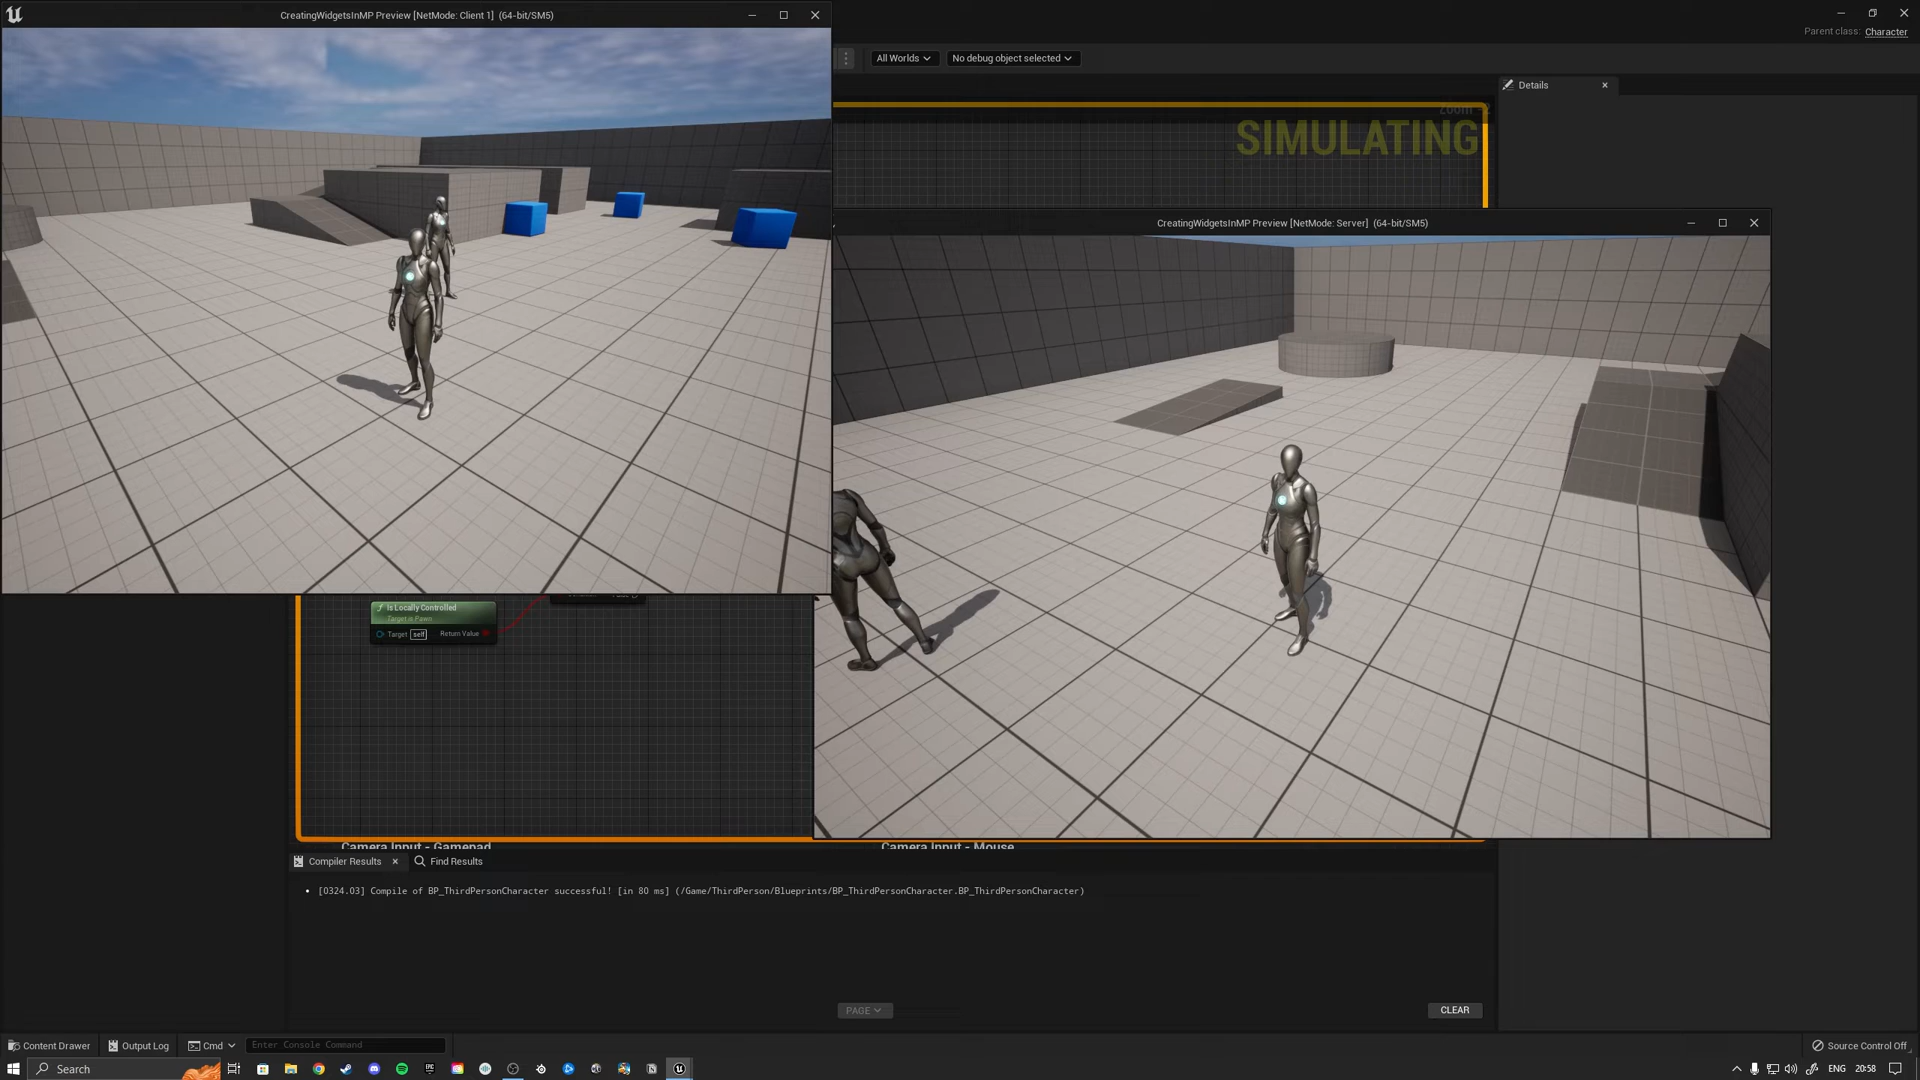 CreatingWidgetsInMP Preview [NetMode: Client 1] (64-bit/SM5)
Parent class: Character
All Worlds
No debug object selected
Details
SIMULATING
CreatingWidgetsInMP Preview [NetMode: Server] (64-bit/SM5)
Is Locally Controlled
Target is Pawn
Target self Return Value
Camera Input - Gamepad
Camera Input - Mouse
Compiler Results
Find Results
• [0324.03] Compile of BP_ThirdPersonCharacter successful! [in 80 ms] (/Game/ThirdPerson/Blueprints/BP_ThirdPersonCharacter.BP_ThirdPersonCharacter)
PAGE
CLEAR
Content Drawer
Output Log
Cmd
Enter Console Command
Source Control Off
Search
ENG
20:58